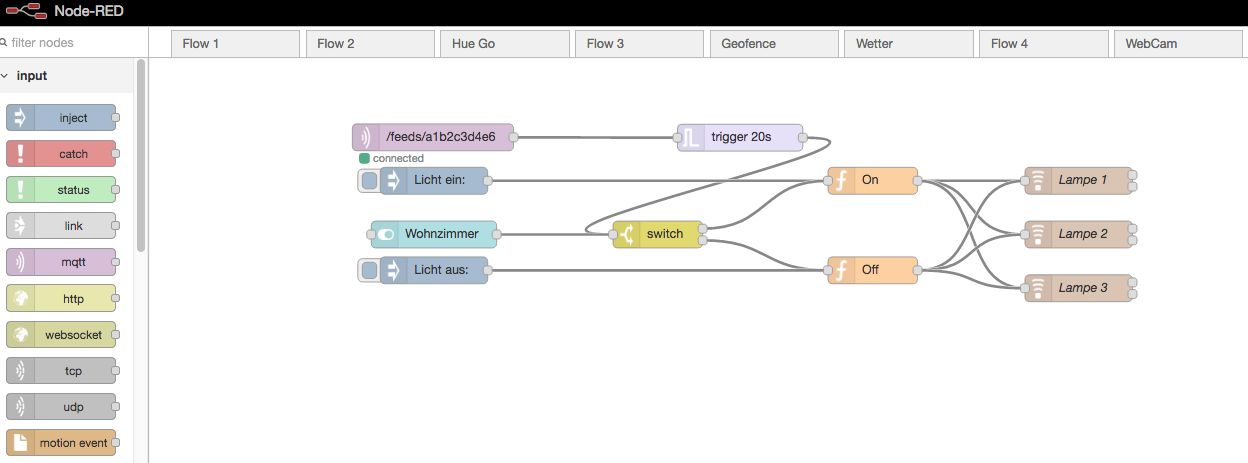 Node-RED
filter nodes
Flow 1
Flow 2
Hue Go
Flow 3
Geofence
Wetter
Flow 4
WebCam
input
inject
catch
status
link
mqtt
http
websocket
tcp
udp
motion event
/feeds/a1b2c3d4e6
trigger 20s
connected
Licht ein:
On
Lampe 1
Wohnzimmer
switch
Lampe 2
Licht aus:
Off
Lampe 3